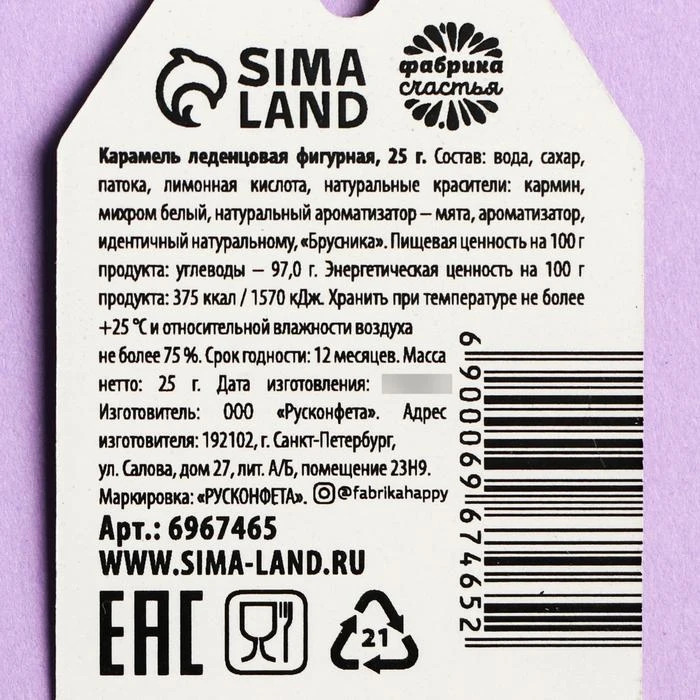 SIMA
LAND
фабрика
счастья
Карамель леденцовая фигурная, 25 г. Состав: вода, сахар,
патока, лимонная кислота, натуральные красители: кармин,
михром белый, натуральный ароматизатор – мята, ароматизатор,
идентичный натуральному, «Брусника». Пищевая ценность на 100 г
продукта: углеводы – 97,0 г. Энергетическая ценность на 100 г
продукта: 375 ккал / 1570 кДж. Хранить при температуре не более
+25 °С и относительной влажности воздуха
не более 75 %. Срок годности: 12 месяцев. Масса
нетто: 25 г. Дата изготовления:
Изготовитель: ООО «Русконфета». Адрес
изготовителя: 192102, г. Санкт-Петербург,
ул. Салова, дом 27, лит. А/Б, помещение 23Н9.
Маркировка: «РУСКОНФЕТА». @fabrikahappy
Арт.: 6967465
WWW.SIMA-LAND.RU
EAC
21
6 900069 674652